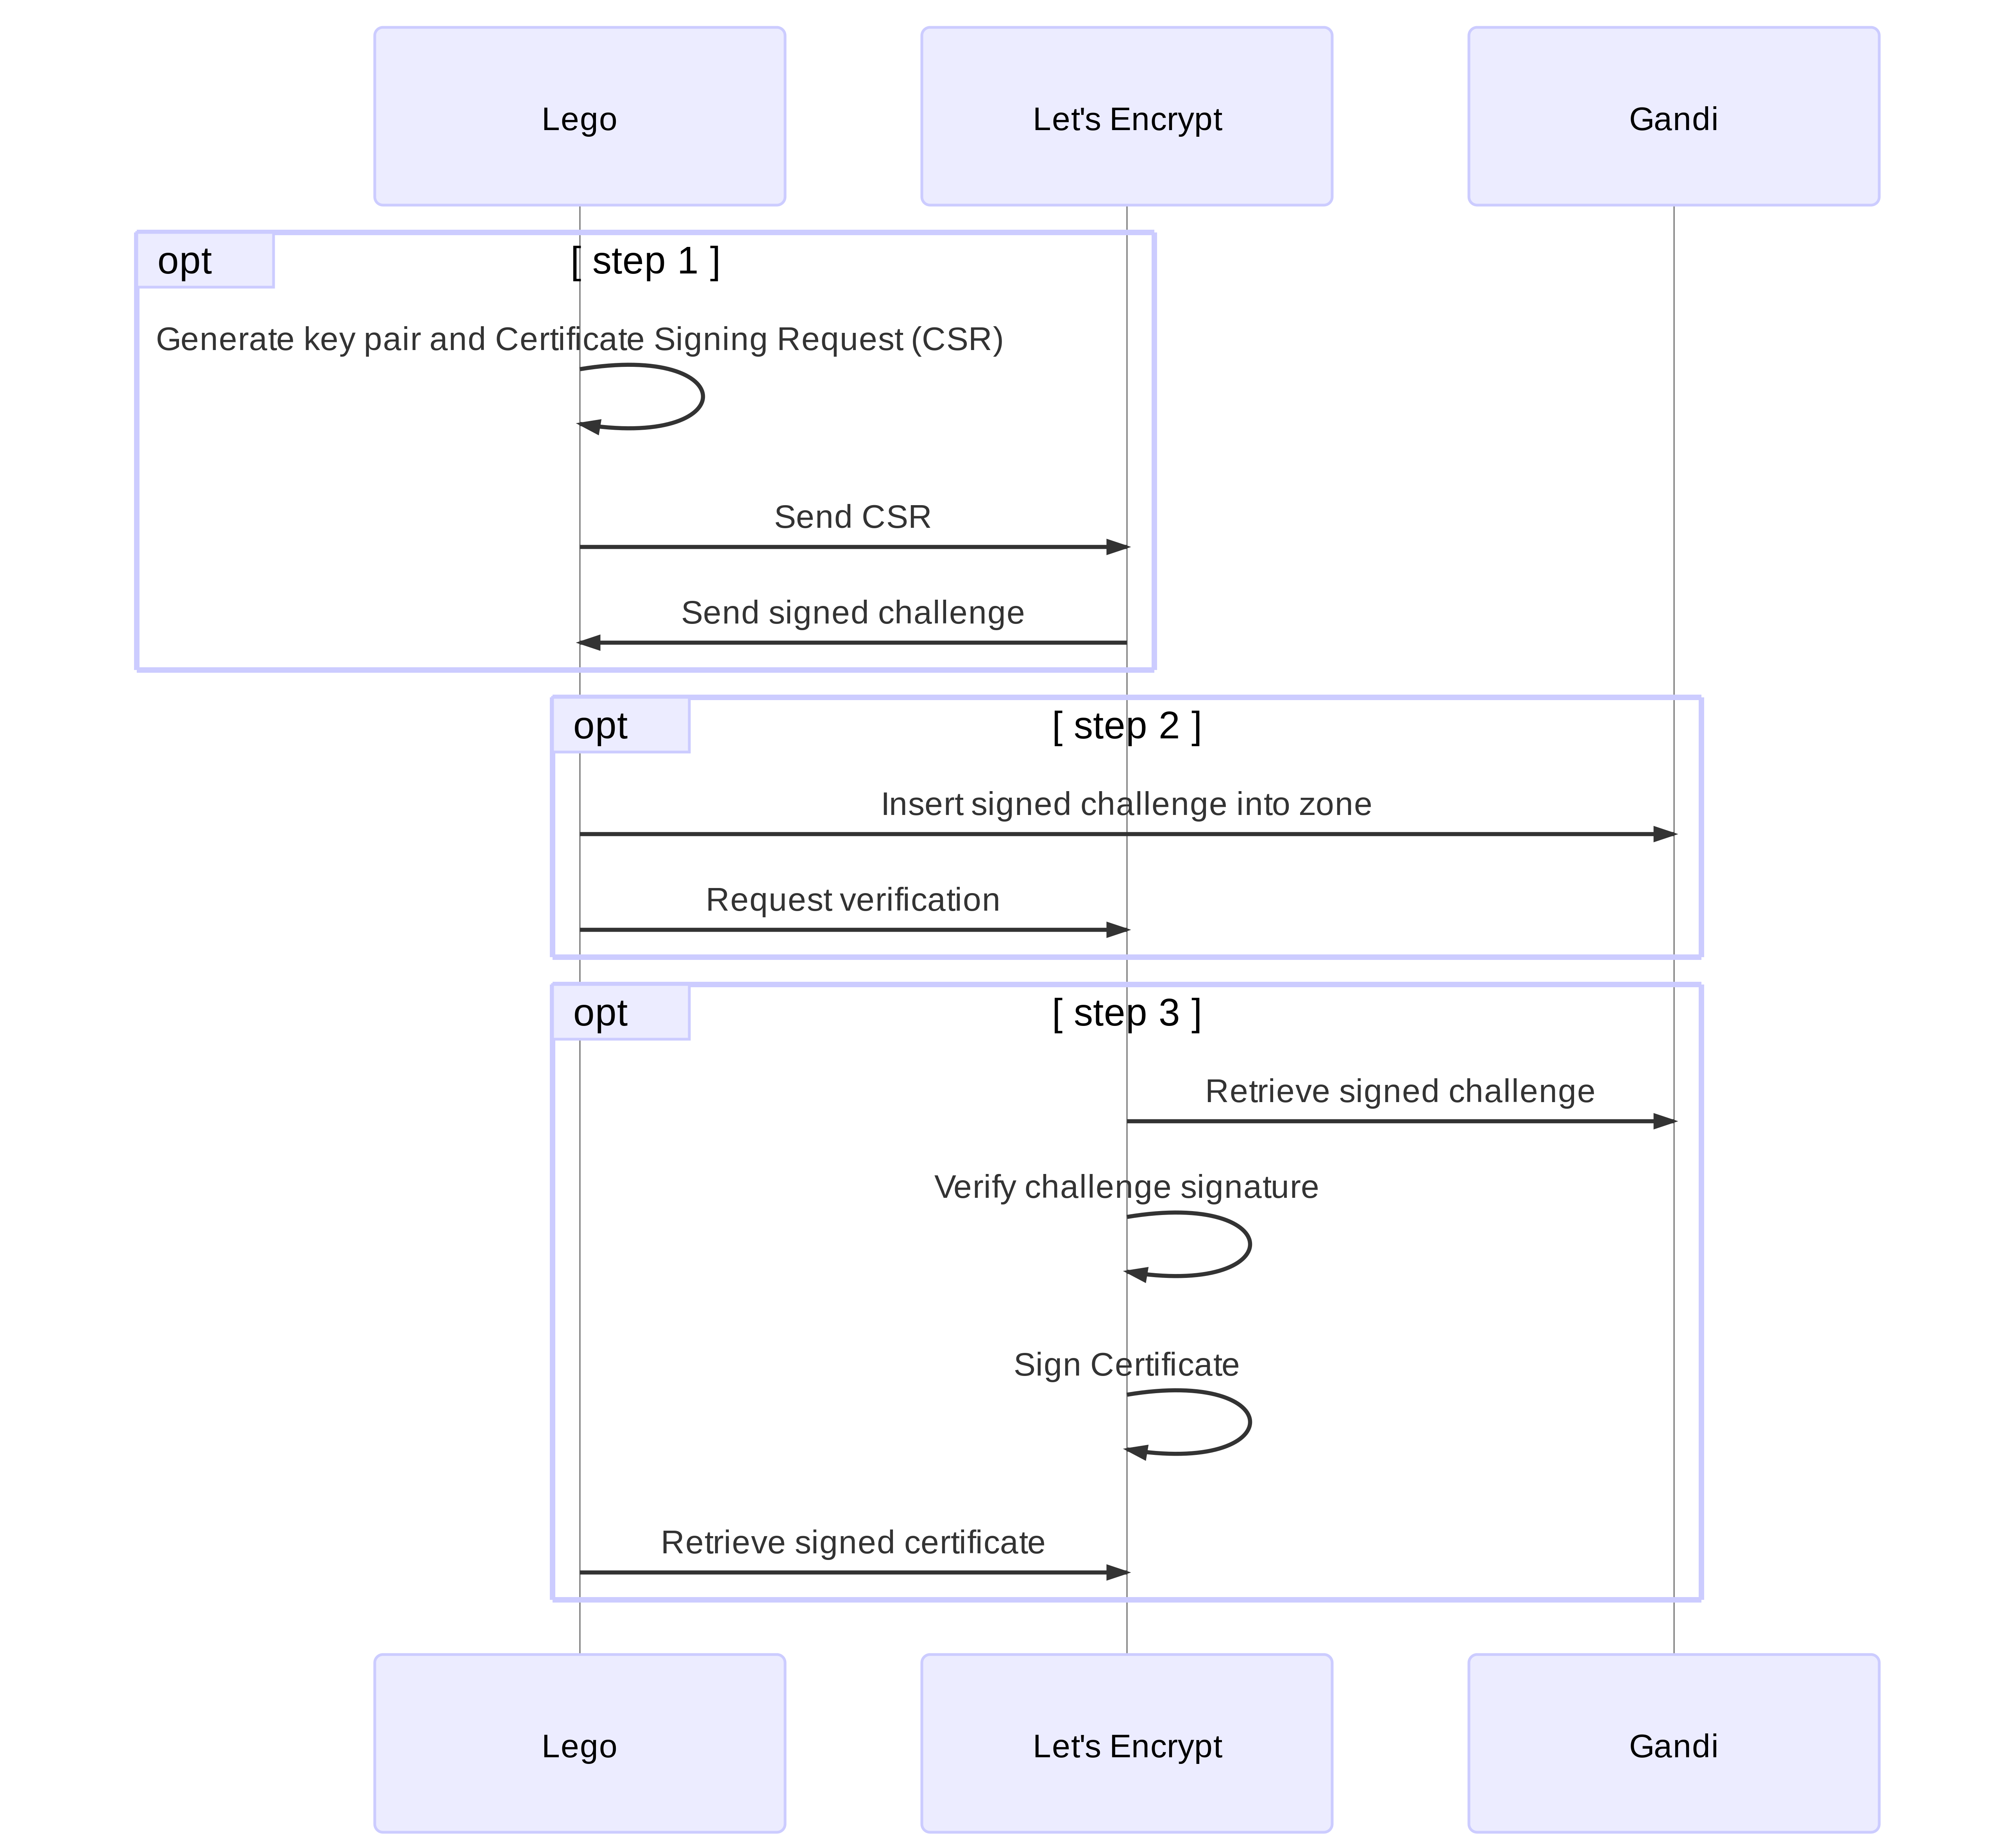 Lego
Let's Encrypt
Gandi
opt
[ step 1 ]
Generate key pair and Certificate Signing Request (CSR)
Send CSR
Send signed challenge
opt
[ step 2 ]
Insert signed challenge into zone
Request verification
opt
[ step 3 ]
Retrieve signed challenge
Verify challenge signature
Sign Certificate
Retrieve signed certificate
Lego
Let's Encrypt
Gandi